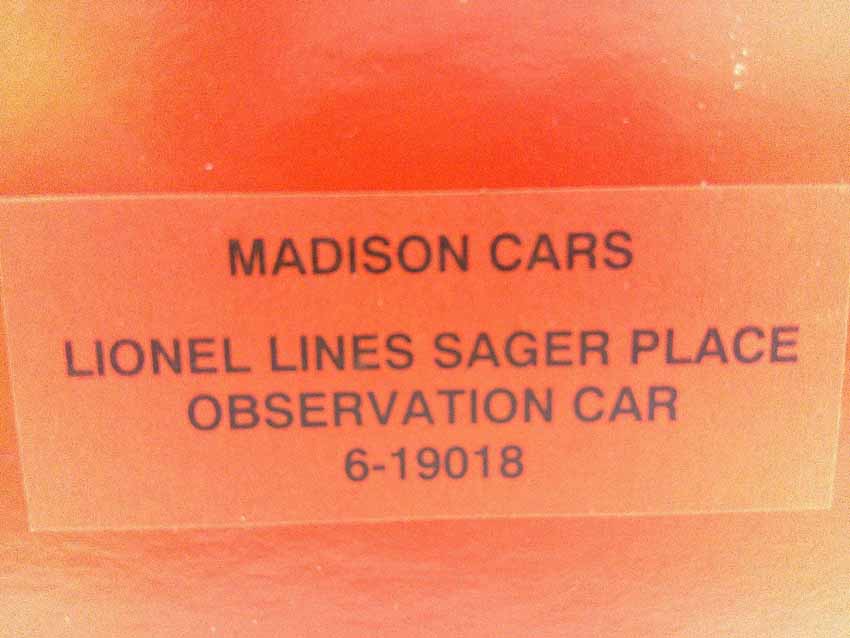 MADISON CARS
LIONEL LINES SAGER PLACE
OBSERVATION CAR
6-19018